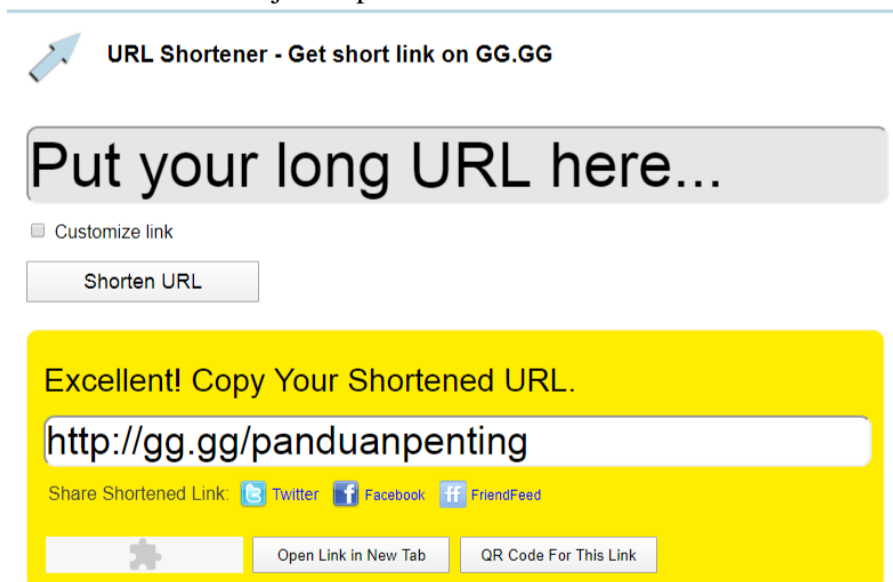 URL Shortener - Get short link on GG.GG
Put your long URL here...
Customize link
Shorten URL
Excellent! Copy Your Shortened URL.
http://gg.gg/panduanpenting
Share Shortened Link: Twitter Facebook FriendFeed
Open Link in New Tab QR Code For This Link